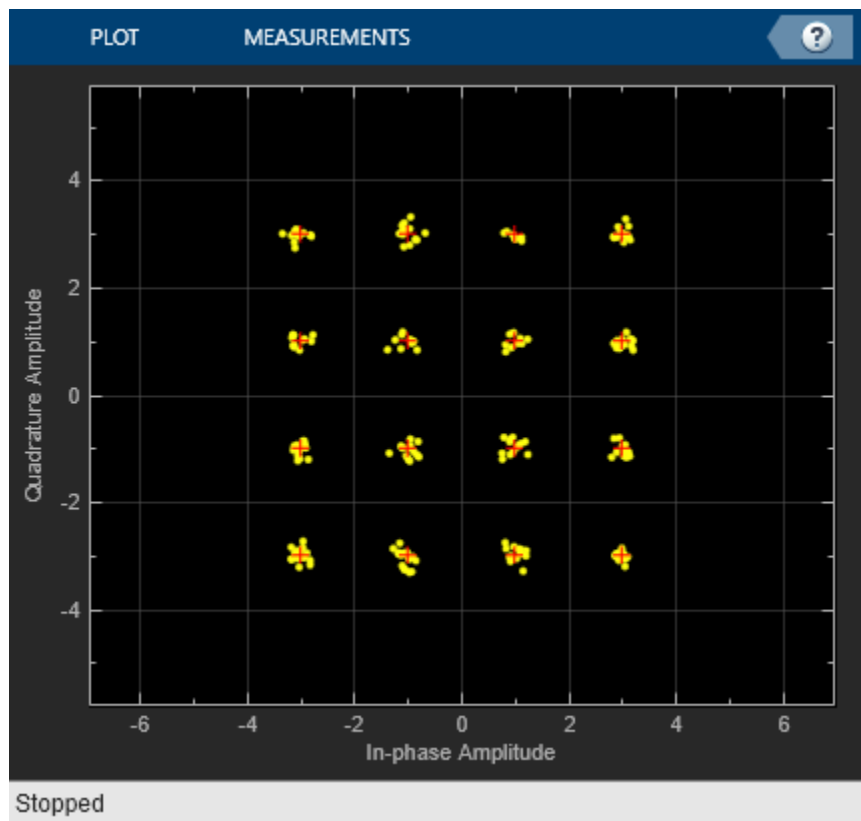 PLOT MEASUREMENTS ?
4
2
0
-2
-4
Quadrature Amplitude
-6 -4 -2 0 2 4 6
In-phase Amplitude
Stopped